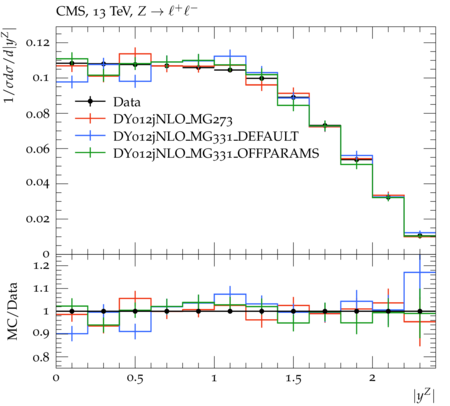 CMS, 13 TeV, Z → ℓ⁺ℓ⁻
1/σdσ/d|y^Z|
0.12
0.1
0.08
0.06
0.04
0.02
0
Data
DY012jNLO_MG273
DY012jNLO_MG331_DEFAULT
DY012jNLO_MG331_OFFPARAMS
MC/Data
1.2
1.1
1
0.9
0.8
0 0.5 1 1.5 2
|y^Z|